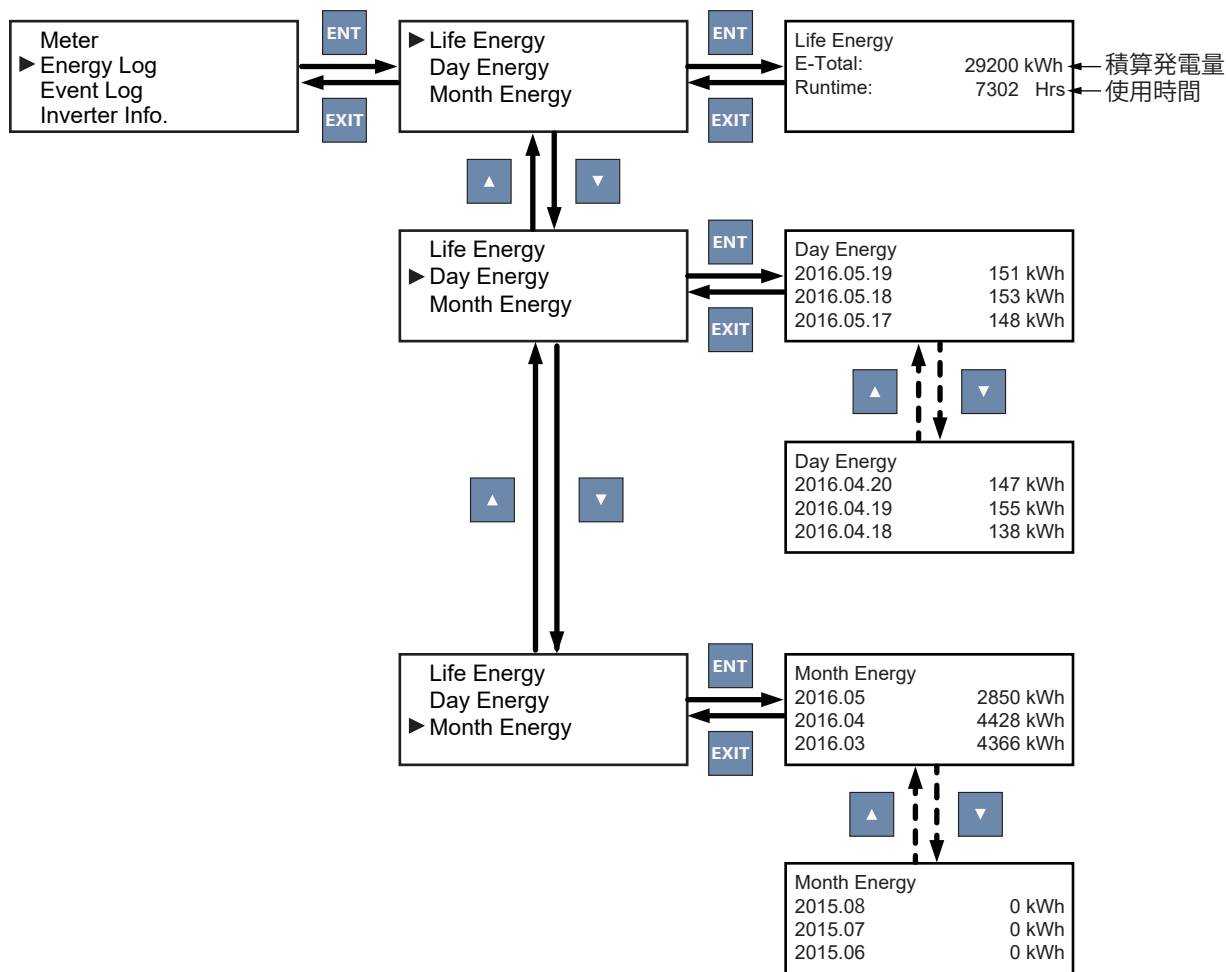 Meter
▶ Energy Log
Event Log
Inverter Info.
ENT
EXIT
▶ Life Energy
Day Energy
Month Energy
ENT
EXIT
Life Energy
E-Total: 29200 kWh
Runtime: 7302 Hrs
積算発電量
使用時間
▲
▼
Life Energy
▶ Day Energy
Month Energy
ENT
EXIT
Day Energy
2016.05.19 151 kWh
2016.05.18 153 kWh
2016.05.17 148 kWh
▲
▼
Day Energy
2016.04.20 147 kWh
2016.04.19 155 kWh
2016.04.18 138 kWh
▲
▼
Life Energy
Day Energy
▶ Month Energy
ENT
EXIT
Month Energy
2016.05 2850 kWh
2016.04 4428 kWh
2016.03 4366 kWh
▲
▼
Month Energy
2015.08 0 kWh
2015.07 0 kWh
2015.06 0 kWh